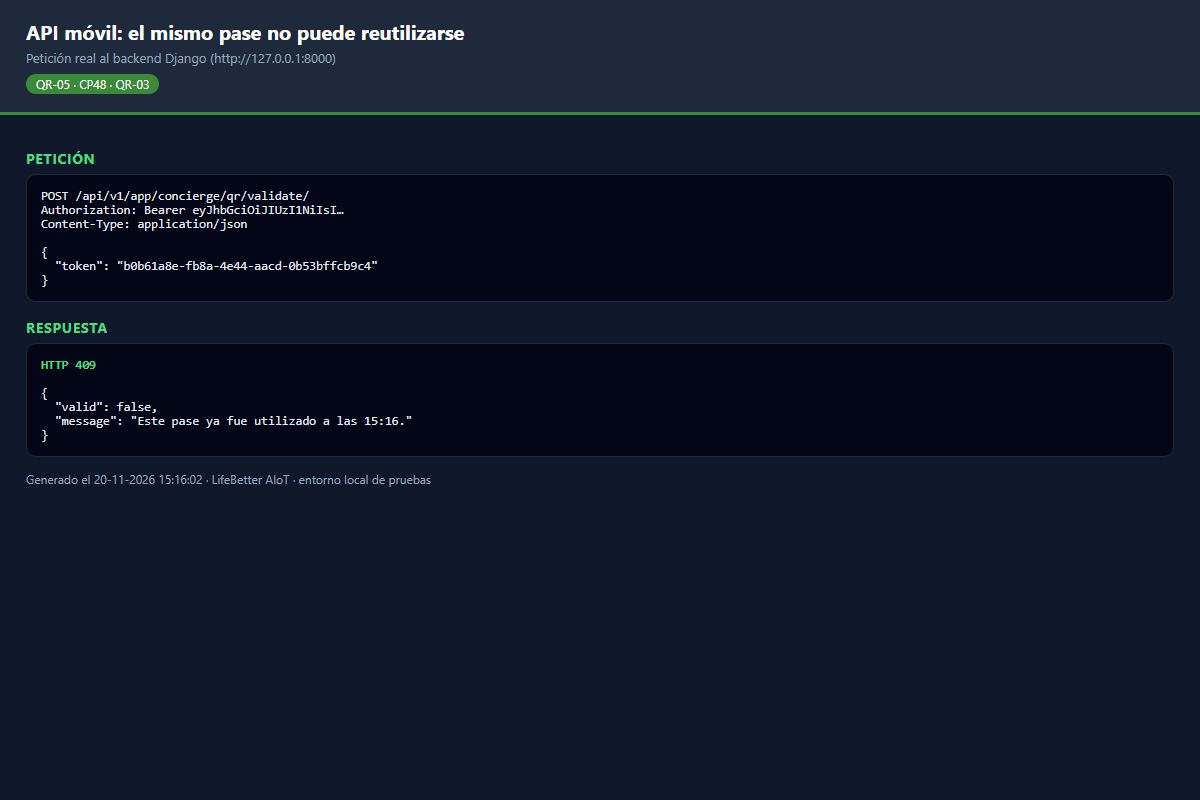 API móvil: el mismo pase no puede reutilizarse
Petición real al backend Django (http://127.0.0.1:8000)
QR-05 · CP48 · QR-03
PETICIÓN
POST /api/v1/app/concierge/qr/validate/
Authorization: Bearer eyJhbGciOiJIUzI1NiIsI…
Content-Type: application/json
{
  "token": "b0b61a8e-fb8a-4e44-aacd-0b53bffcb9c4"
}
RESPUESTA
HTTP 409
{
  "valid": false,
  "message": "Este pase ya fue utilizado a las 15:16."
}
Generado el 20-11-2026 15:16:02 · LifeBetter AIoT · entorno local de pruebas